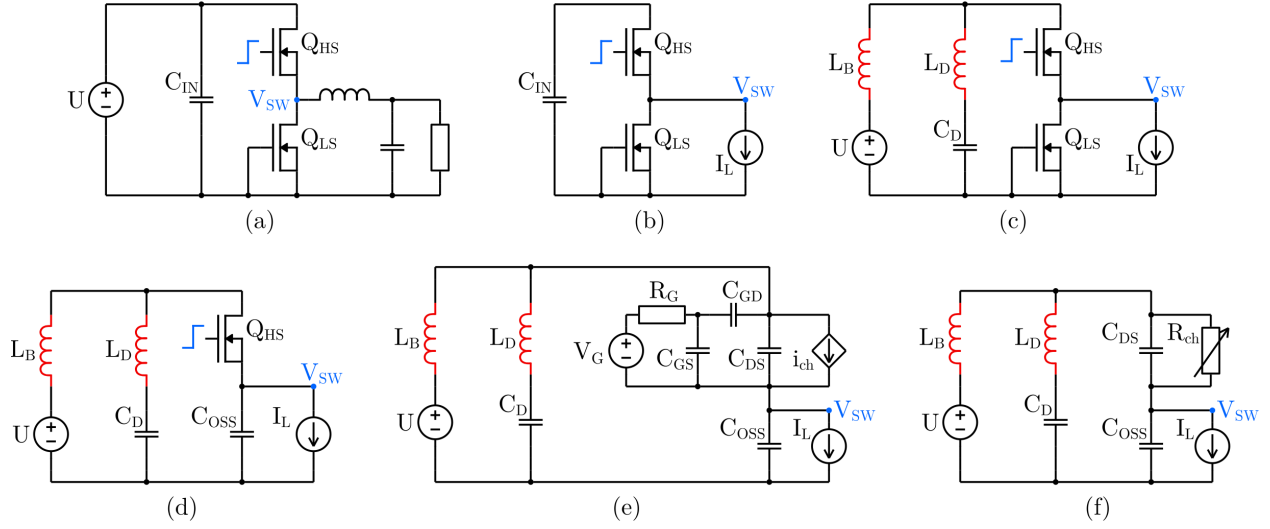 U
+
−
C_IN
Q_HS
V_SW
Q_LS
(a)
C_IN
Q_HS
V_SW
Q_LS
I_L
(b)
L_B
L_D
Q_HS
V_SW
C_D
U
+
−
Q_LS
I_L
(c)
L_B
L_D
Q_HS
V_SW
C_D
C_OSS
I_L
U
+
−
(d)
R_G
C_GD
L_B
L_D
V_G
+
−
C_GS
C_DS
i_ch
C_D
V_SW
U
+
−
C_OSS
I_L
(e)
L_B
L_D
C_DS
R_ch
C_D
V_SW
U
+
−
C_OSS
I_L
(f)